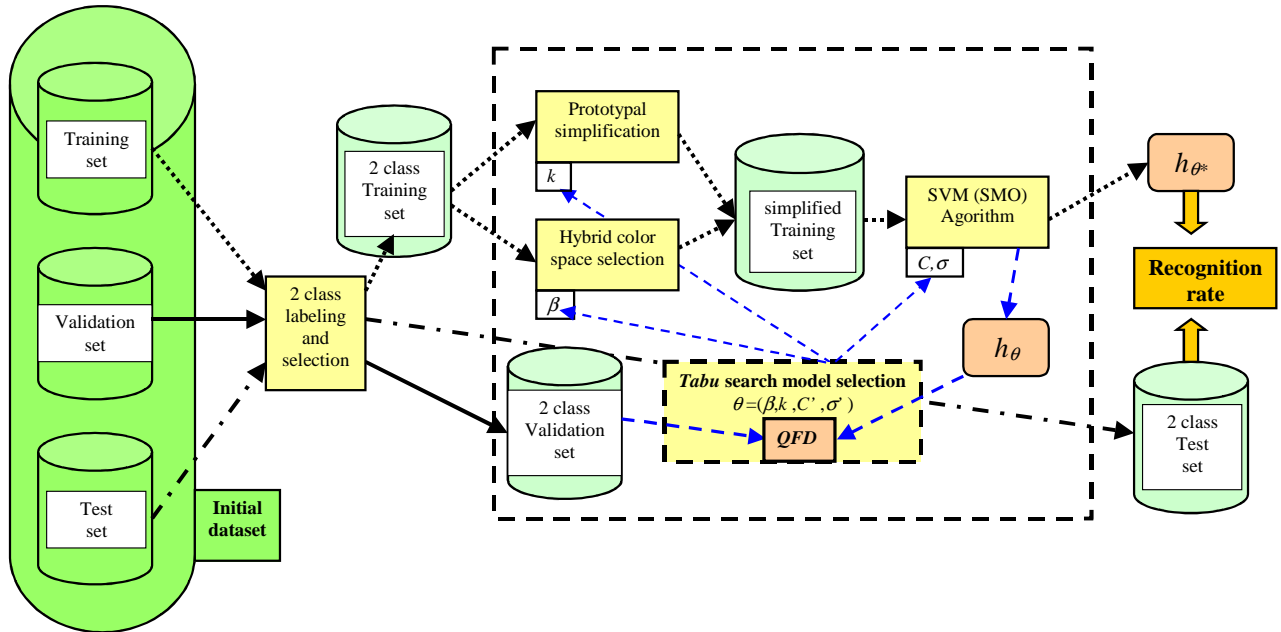 Training
set
Validation
set
Test
set
Initial
dataset
2 class
labeling
and
selection
2 class
Training
set
Prototypal
simplification
k
Hybrid color
space selection
β
simplified
Training
set
SVM (SMO)
Agorithm
C,σ
h_θ*
h_θ
Recognition
rate
2 class
Validation
set
Tabu search model selection
θ=(β,k ,C' ,σ' )
QFD
2 class
Test
set